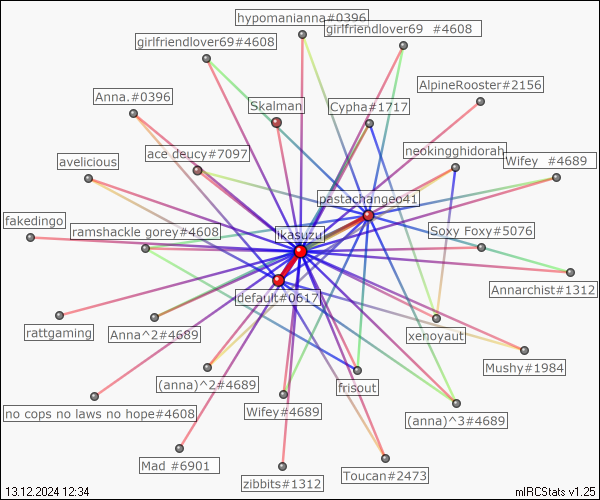 hypomanianna#0396
girlfriendlover69  #4608
girlfriendlover69#4608
AlpineRooster#2156
Anna.#0396
Skalman
Cypha#1717
avelicious
ace deucy#7097
neokingghidorah
Wifey  #4689
pastachangeo41
fakedingo
ramshackle gorey#4608
ikasuzu
Soxy Foxy#5076
Annarchist#1312
default#0617
rattgaming
Anna^2#4689
xenoyaut
Mushy#1984
(anna)^2#4689
frisout
no cops no laws no hope#4608
Wifey#4689
(anna)^3#4689
Mad #6901
zibbits#1312
Toucan#2473
13.12.2024 12:34
mIRCStats v1.25